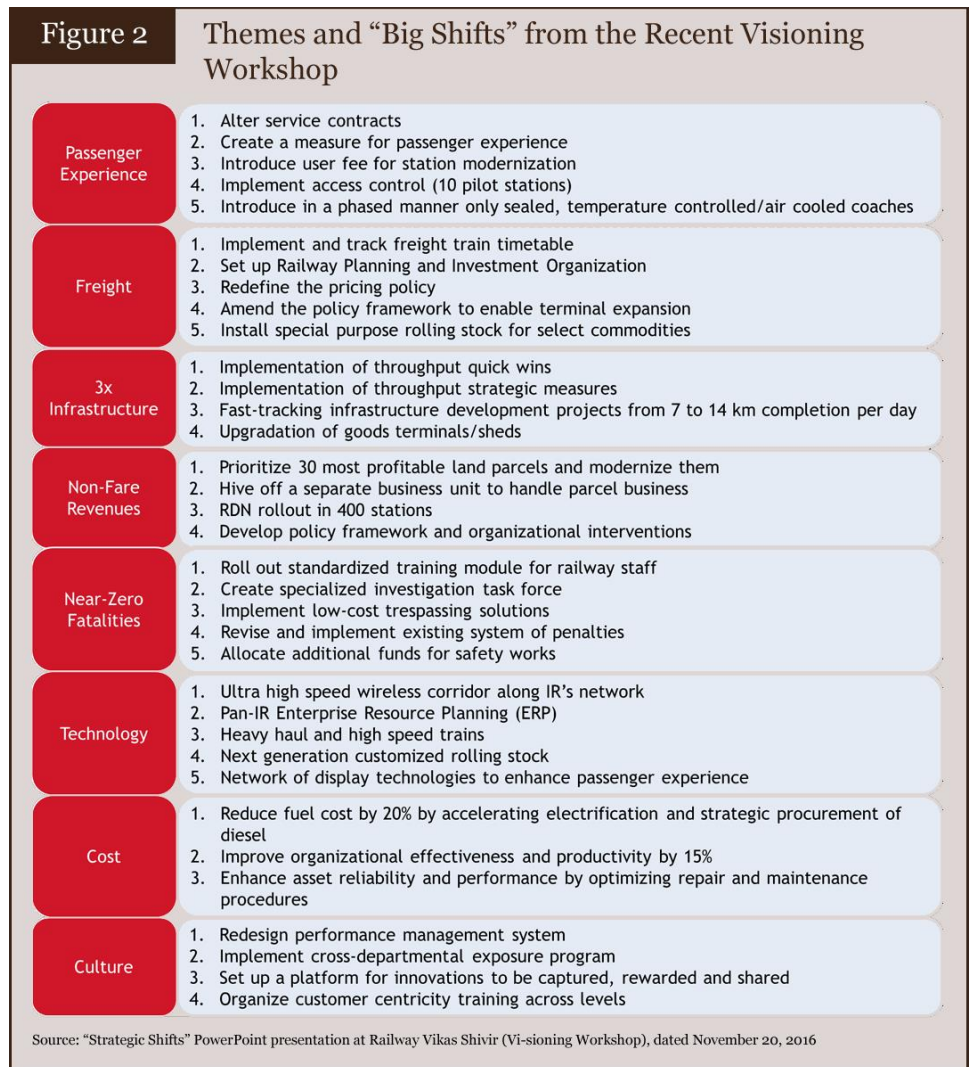 Figure 2
Themes and “Big Shifts” from the Recent Visioning
Workshop
Passenger
Experience
1. Alter service contracts
2. Create a measure for passenger experience
3. Introduce user fee for station modernization
4. Implement access control (10 pilot stations)
5. Introduce in a phased manner only sealed, temperature controlled/air cooled coaches
Freight
1. Implement and track freight train timetable
2. Set up Railway Planning and Investment Organization
3. Redefine the pricing policy
4. Amend the policy framework to enable terminal expansion
5. Install special purpose rolling stock for select commodities
3x
Infrastructure
1. Implementation of throughput quick wins
2. Implementation of throughput strategic measures
3. Fast-tracking infrastructure development projects from 7 to 14 km completion per day
4. Upgradation of goods terminals/sheds
Non-Fare
Revenues
1. Prioritize 30 most profitable land parcels and modernize them
2. Hive off a separate business unit to handle parcel business
3. RDN rollout in 400 stations
4. Develop policy framework and organizational interventions
Near-Zero
Fatalities
1. Roll out standardized training module for railway staff
2. Create specialized investigation task force
3. Implement low-cost trespassing solutions
4. Revise and implement existing system of penalties
5. Allocate additional funds for safety works
Technology
1. Ultra high speed wireless corridor along IR’s network
2. Pan-IR Enterprise Resource Planning (ERP)
3. Heavy haul and high speed trains
4. Next generation customized rolling stock
5. Network of display technologies to enhance passenger experience
Cost
1. Reduce fuel cost by 20% by accelerating electrification and strategic procurement of
diesel
2. Improve organizational effectiveness and productivity by 15%
3. Enhance asset reliability and performance by optimizing repair and maintenance
procedures
Culture
1. Redesign performance management system
2. Implement cross-departmental exposure program
3. Set up a platform for innovations to be captured, rewarded and shared
4. Organize customer centricity training across levels
Source: “Strategic Shifts” PowerPoint presentation at Railway Vikas Shivir (Vi-sioning Workshop), dated November 20, 2016